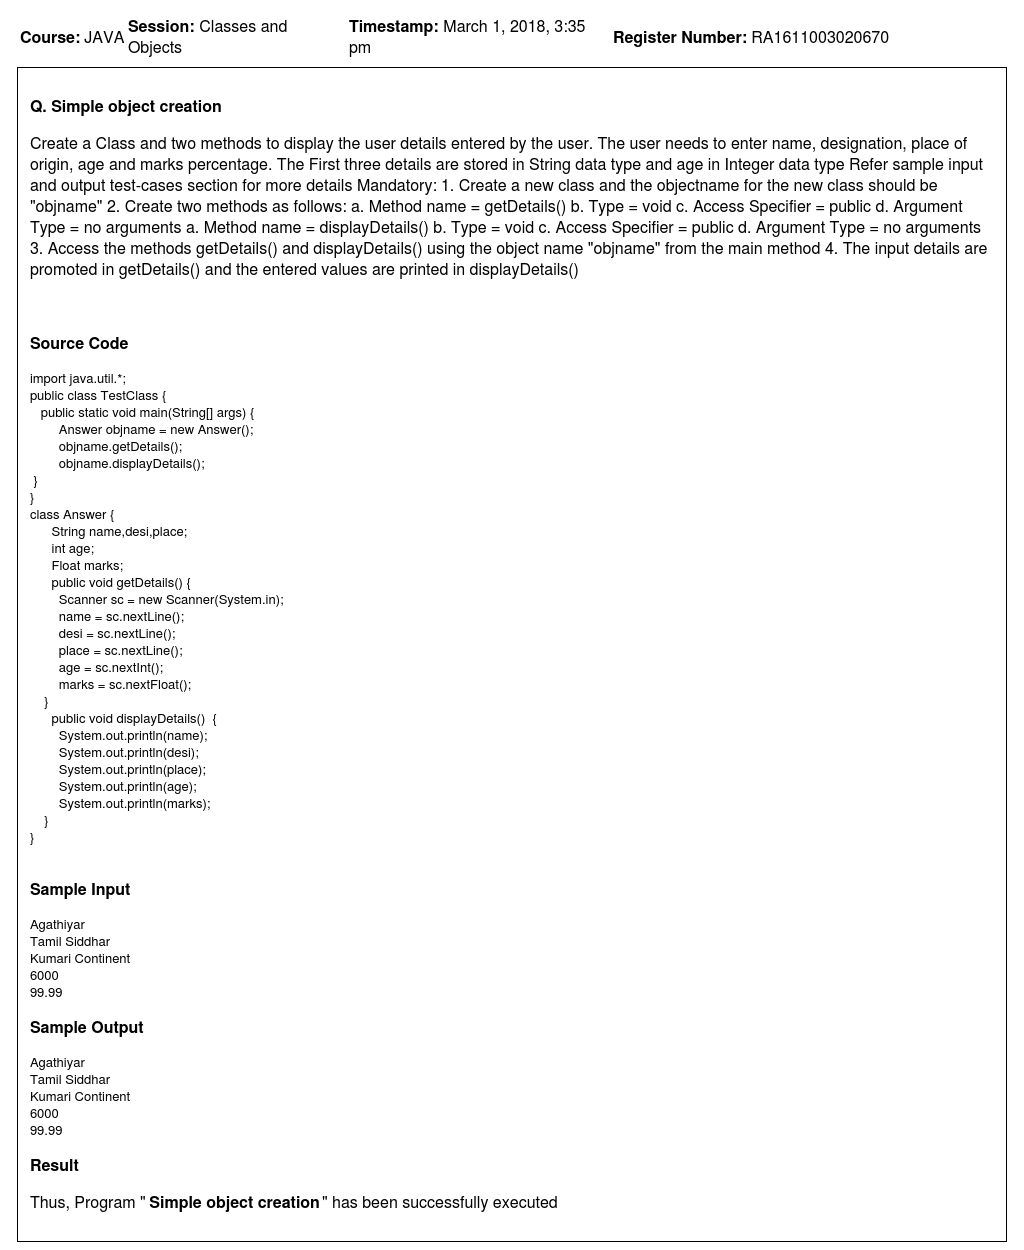 Course: JAVA Session: Classes and Objects Timestamp: March 1, 2018, 3:35 pm Register Number: RA1611003020670
Q. Simple object creation
Create a Class and two methods to display the user details entered by the user. The user needs to enter name, designation, place of
origin, age and marks percentage. The First three details are stored in String data type and age in Integer data type Refer sample input
and output test-cases section for more details Mandatory: 1. Create a new class and the objectname for the new class should be
"objname" 2. Create two methods as follows: a. Method name = getDetails() b. Type = void c. Access Specifier = public d. Argument
Type = no arguments a. Method name = displayDetails() b. Type = void c. Access Specifier = public d. Argument Type = no arguments
3. Access the methods getDetails() and displayDetails() using the object name "objname" from the main method 4. The input details are
promoted in getDetails() and the entered values are printed in displayDetails()
Source Code
import java.util.*;
public class TestClass {
public static void main(String[] args) {
Answer objname = new Answer();
objname.getDetails();
objname.displayDetails();
}
}
class Answer {
String name,desi,place;
int age;
Float marks;
public void getDetails() {
Scanner sc = new Scanner(System.in);
name = sc.nextLine();
desi = sc.nextLine();
place = sc.nextLine();
age = sc.nextInt();
marks = sc.nextFloat();
}
public void displayDetails() {
System.out.println(name);
System.out.println(desi);
System.out.println(place);
System.out.println(age);
System.out.println(marks);
}
}
Sample Input
Agathiyar
Tamil Siddhar
Kumari Continent
6000
99.99
Sample Output
Agathiyar
Tamil Siddhar
Kumari Continent
6000
99.99
Result
Thus, Program " Simple object creation " has been successfully executed